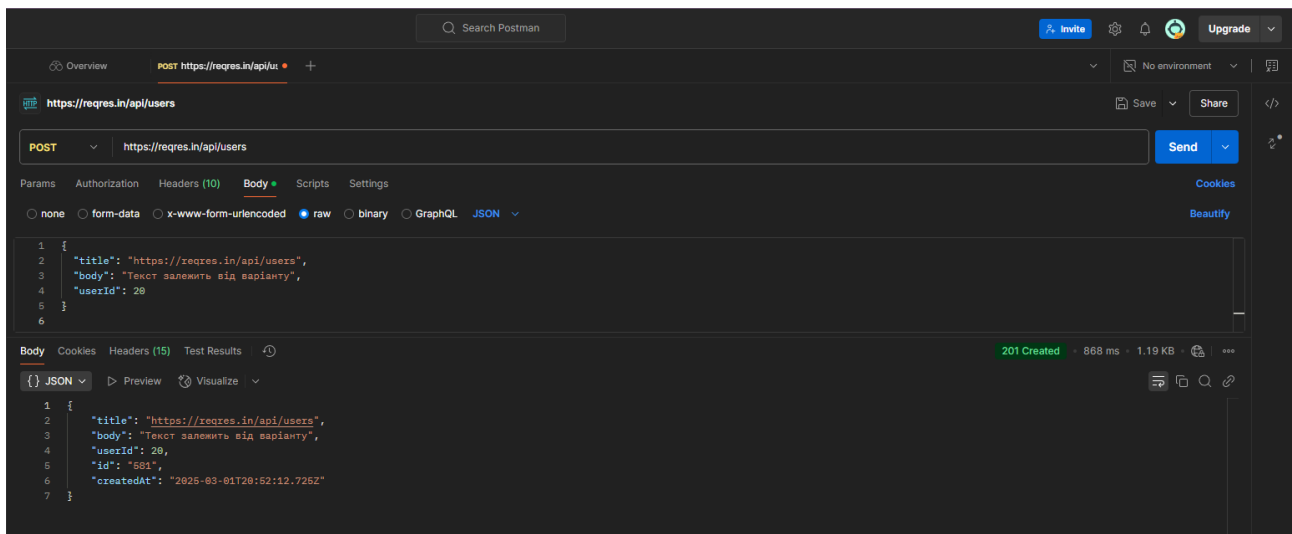 Search Postman
Invite
Upgrade
Overview
POST https://reqres.in/api/u:
No environment
HTTP
https://reqres.in/api/users
Save
Share
</>
POST
https://reqres.in/api/users
Send
Params Authorization Headers (10) Body Scripts Settings
Cookies
none form-data x-www-form-urlencoded raw binary GraphQL JSON
Beautify
1 {
2 "title": "https://reqres.in/api/users",
3 "body": "Текст залежить від варіанту",
4 "userId": 20
5 }
6
Body Cookies Headers (15) Test Results
201 Created 868 ms 1.19 KB
{} JSON Preview Visualize
1 {
2 "title": "https://reqres.in/api/users",
3 "body": "Текст залежить від варіанту",
4 "userId": 20,
5 "id": "581",
6 "createdAt": "2025-03-01T20:52:12.725Z"
7 }